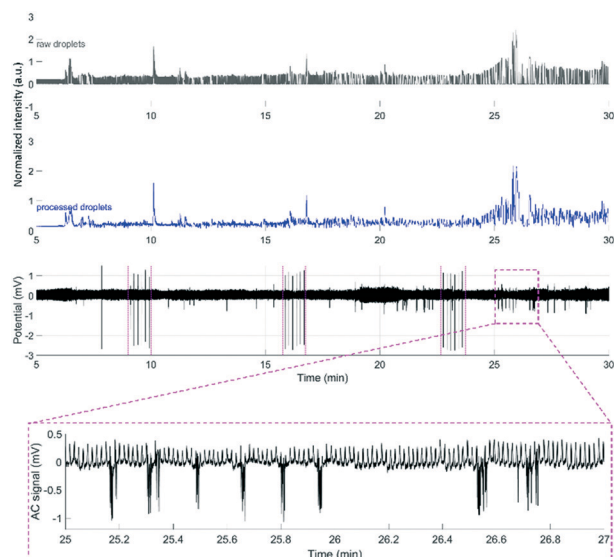 3
raw droplets
2
1
0
-1
5 10 15 20 25 30
Normalized intensity (a.u.)
3
2
1
processed droplets
0
-1
5 10 15 20 25 30
1
0
-1
-2
-3
Potential (mV)
5 10 15 20 25 30
Time (min)
0.5
0
-0.5
-1
AC signal (mV)
25 25.2 25.4 25.6 25.8 26 26.2 26.4 26.6 26.8 27
Time (min)